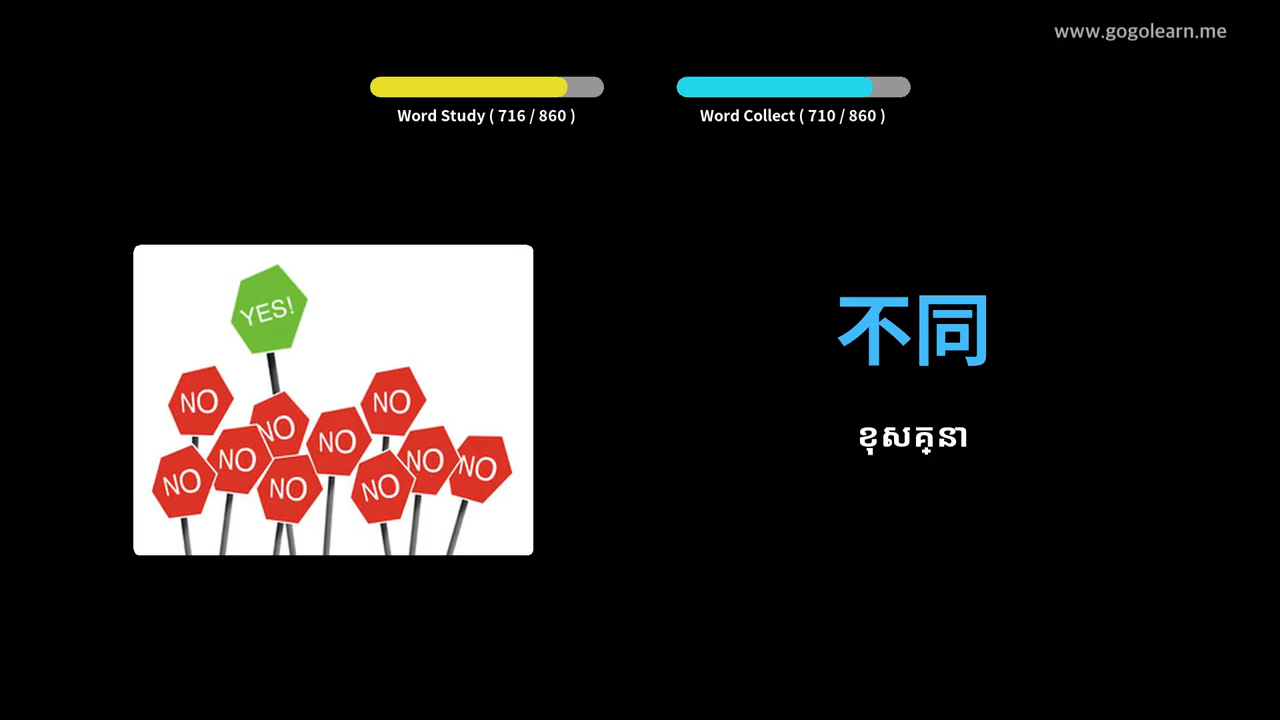 www.gogolearn.me
Word Study ( 716 / 860 )
Word Collect ( 710 / 860 )
YES!
NO
NO
NO
NO
NO
NO
NO
NO
NO
NO
不同
ខុសគ្នា